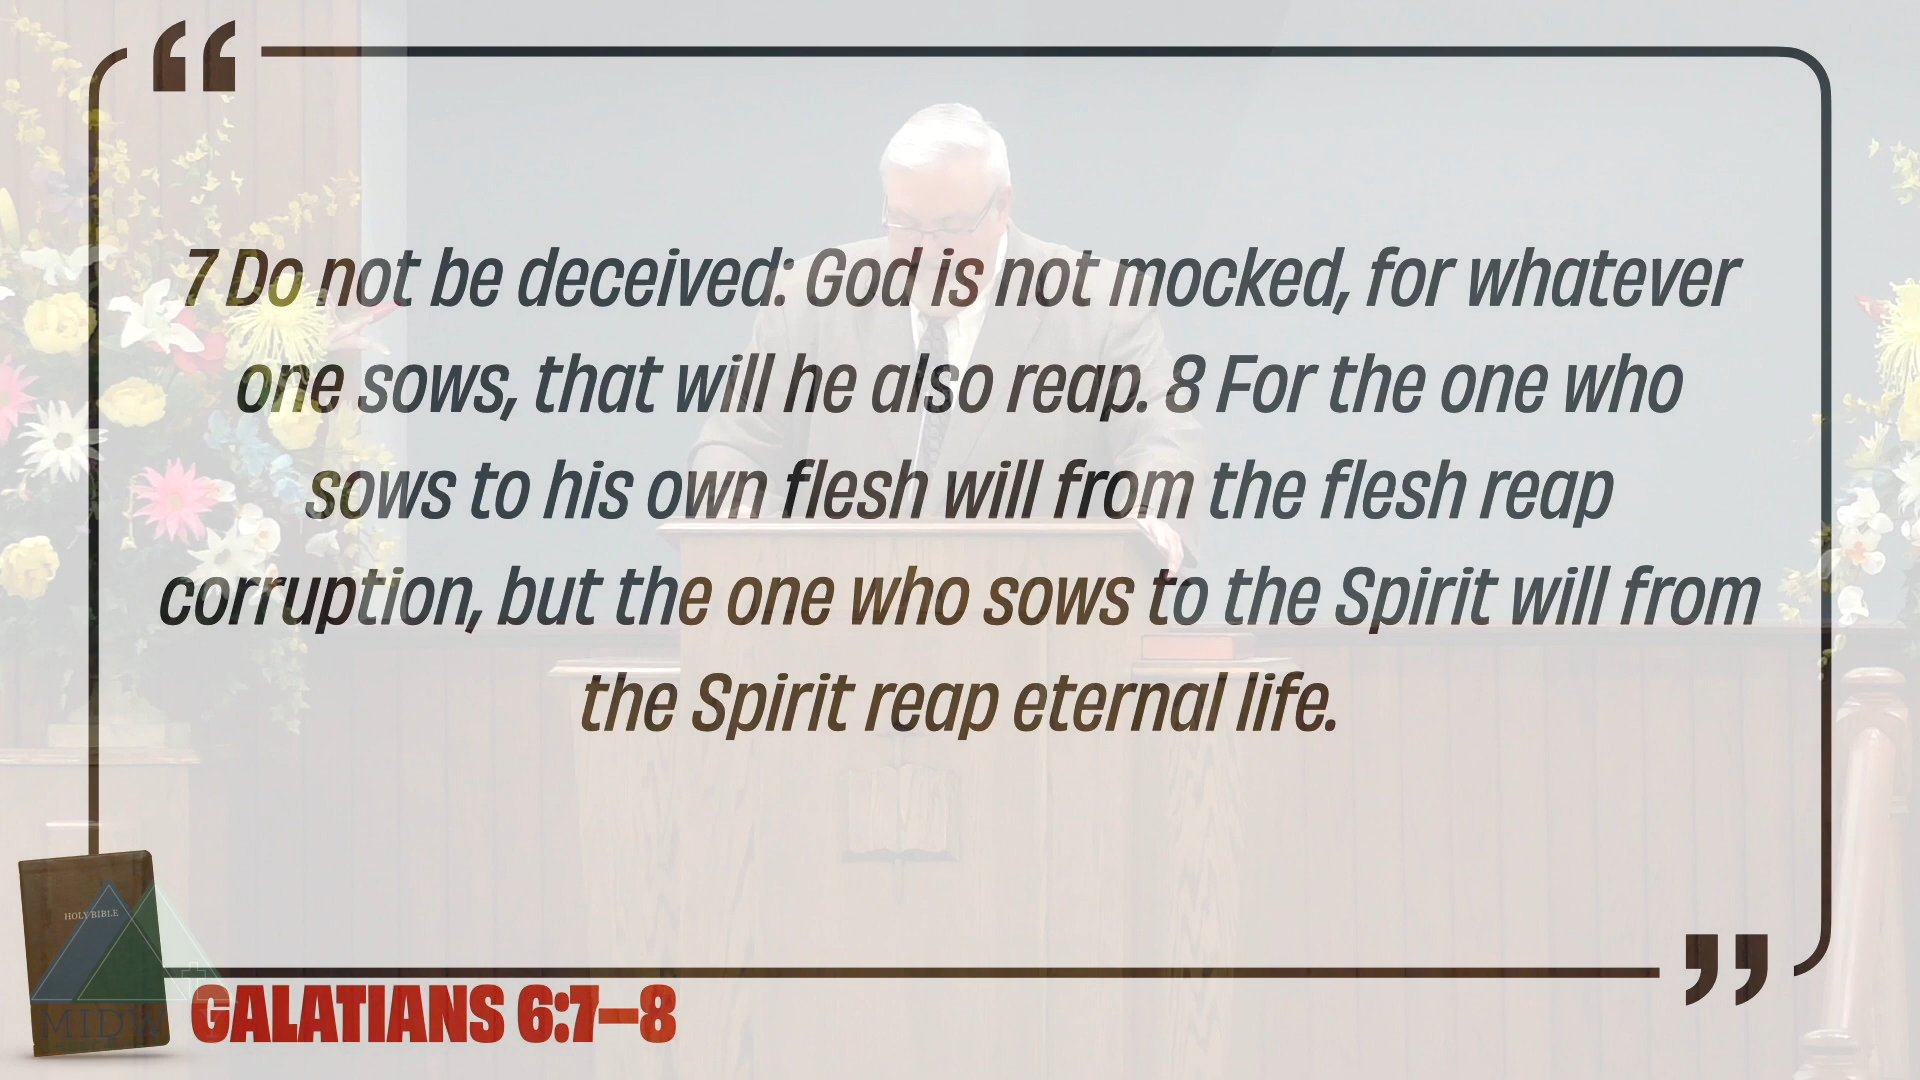 “
7 Do not be deceived: God is not mocked, for whatever
one sows, that will he also reap. 8 For the one who
sows to his own flesh will from the flesh reap
corruption, but the one who sows to the Spirit will from
the Spirit reap eternal life.
”
HOLY BIBLE
GALATIANS 6:7–8